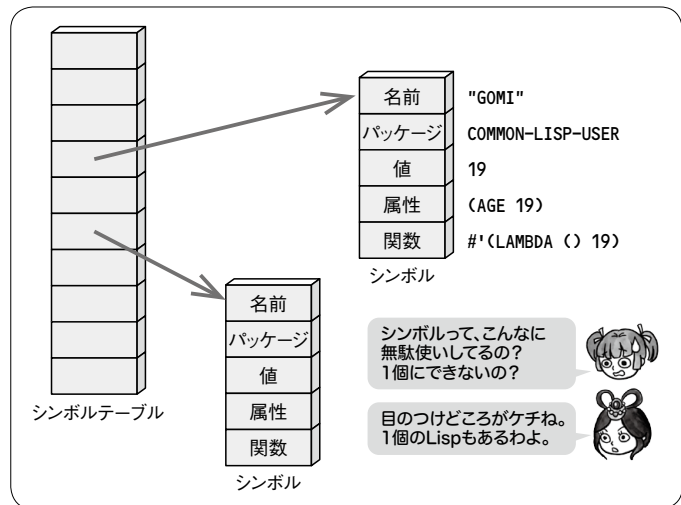 名前 "GOMI"
パッケージ COMMON-LISP-USER
値 19
属性 (AGE 19)
関数 #'(LAMBDA () 19)
シンボル
名前
パッケージ
値
属性
関数
シンボル
シンボルテーブル
シンボルって、こんなに
無駄使いしてるの?
1個にできないの?
目のつけどころがケチね。
1個のLispもあるわよ。